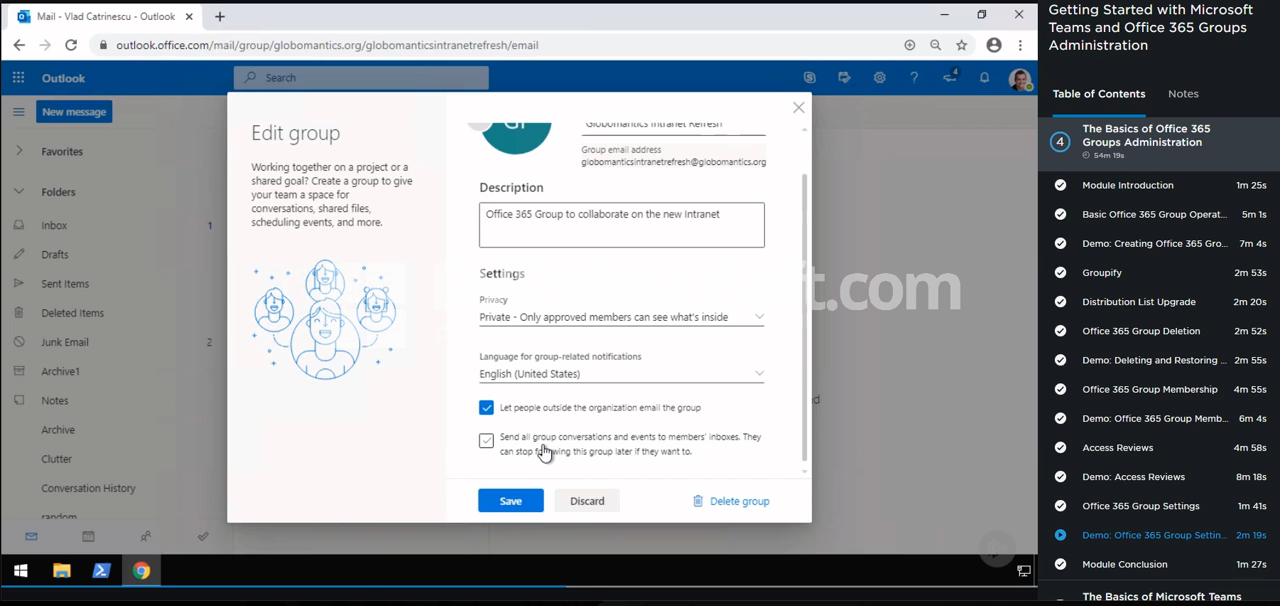 Mail - Vlad Catrinescu - Outlook
outlook.office.com/mail/group/globomantics.org/globomanticsintranetrefresh/email
Outlook
Search
4
New message
Favorites
Folders
Inbox 1
Drafts
Sent Items
Deleted Items
Junk Email 2
Archive1
Notes
Archive
Clutter
Conversation History
random
Edit group
Working together on a project or a
shared goal? Create a group to give
your team a space for
conversations, shared files,
scheduling events, and more.
Globomantics Intranet Refresh
Group email address
globomanticsintranetrefresh@globomantics.org
Description
Office 365 Group to collaborate on the new Intranet
Settings
Privacy
Private - Only approved members can see what's inside
Language for group-related notifications
English (United States)
Let people outside the organization email the group
Send all group conversations and events to members' inboxes. They
can stop following this group later if they want to.
Save
Discard
Delete group
t.com
Getting Started with Microsoft
Teams and Office 365 Groups
Administration
Table of Contents
Notes
4
The Basics of Office 365
Groups Administration
54m 19s
Module Introduction 1m 25s
Basic Office 365 Group Operat... 5m 1s
Demo: Creating Office 365 Gro... 7m 4s
Groupify 2m 53s
Distribution List Upgrade 2m 20s
Office 365 Group Deletion 2m 52s
Demo: Deleting and Restoring ... 2m 55s
Office 365 Group Membership 4m 55s
Demo: Office 365 Group Memb... 6m 4s
Access Reviews 4m 58s
Demo: Access Reviews 8m 18s
Office 365 Group Settings 1m 41s
Demo: Office 365 Group Settin... 2m 19s
Module Conclusion 1m 27s
The Basics of Microsoft Teams